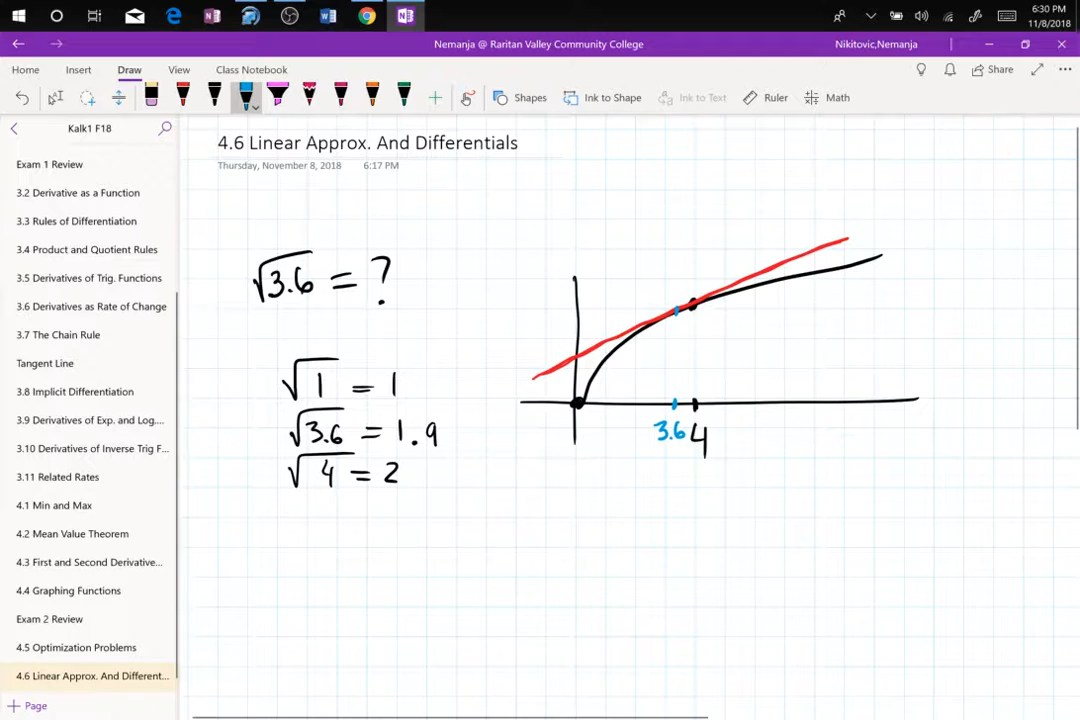 6:30 PM
11/8/2018
Nemanja @ Raritan Valley Community College
Nikitovic,Nemanja
Home Insert Draw View Class Notebook
Share
Shapes Ink to Shape Ink to Text Ruler Math
Kalk1 F18
Exam 1 Review
3.2 Derivative as a Function
3.3 Rules of Differentiation
3.4 Product and Quotient Rules
3.5 Derivatives of Trig. Functions
3.6 Derivatives as Rate of Change
3.7 The Chain Rule
Tangent Line
3.8 Implicit Differentiation
3.9 Derivatives of Exp. and Log....
3.10 Derivatives of Inverse Trig F...
3.11 Related Rates
4.1 Min and Max
4.2 Mean Value Theorem
4.3 First and Second Derivative...
4.4 Graphing Functions
Exam 2 Review
4.5 Optimization Problems
4.6 Linear Approx. And Different...
+ Page
4.6 Linear Approx. And Differentials
Thursday, November 8, 2018 6:17 PM
√3.6 = ?
√1 = 1
√3.6 = 1.9
√4 = 2
3.6 4